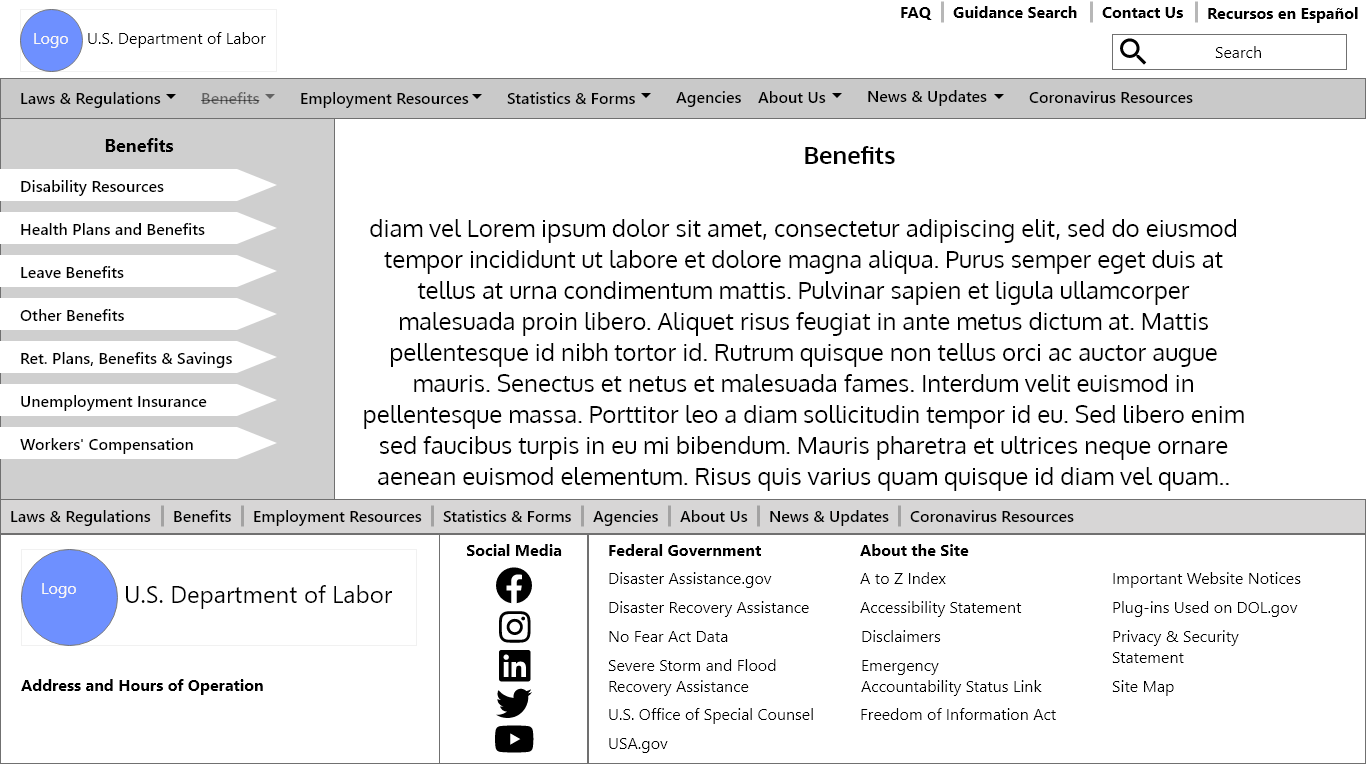 FAQ Guidance Search Contact Us Recursos en Español
Logo U.S. Department of Labor
Search
Laws & Regulations Benefits Employment Resources Statistics & Forms Agencies About Us News & Updates Coronavirus Resources
Benefits
Disability Resources
Health Plans and Benefits
Leave Benefits
Other Benefits
Ret. Plans, Benefits & Savings
Unemployment Insurance
Workers' Compensation
Benefits
diam vel Lorem ipsum dolor sit amet, consectetur adipiscing elit, sed do eiusmod
tempor incididunt ut labore et dolore magna aliqua. Purus semper eget duis at
tellus at urna condimentum mattis. Pulvinar sapien et ligula ullamcorper
malesuada proin libero. Aliquet risus feugiat in ante metus dictum at. Mattis
pellentesque id nibh tortor id. Rutrum quisque non tellus orci ac auctor augue
mauris. Senectus et netus et malesuada fames. Interdum velit euismod in
pellentesque massa. Porttitor leo a diam sollicitudin tempor id eu. Sed libero enim
sed faucibus turpis in eu mi bibendum. Mauris pharetra et ultrices neque ornare
aenean euismod elementum. Risus quis varius quam quisque id diam vel quam..
Laws & Regulations Benefits Employment Resources Statistics & Forms Agencies About Us News & Updates Coronavirus Resources
Logo U.S. Department of Labor
Address and Hours of Operation
Social Media
Federal Government
Disaster Assistance.gov
Disaster Recovery Assistance
No Fear Act Data
Severe Storm and Flood
Recovery Assistance
U.S. Office of Special Counsel
USA.gov
About the Site
A to Z Index
Accessibility Statement
Disclaimers
Emergency
Accountability Status Link
Freedom of Information Act
Important Website Notices
Plug-ins Used on DOL.gov
Privacy & Security
Statement
Site Map